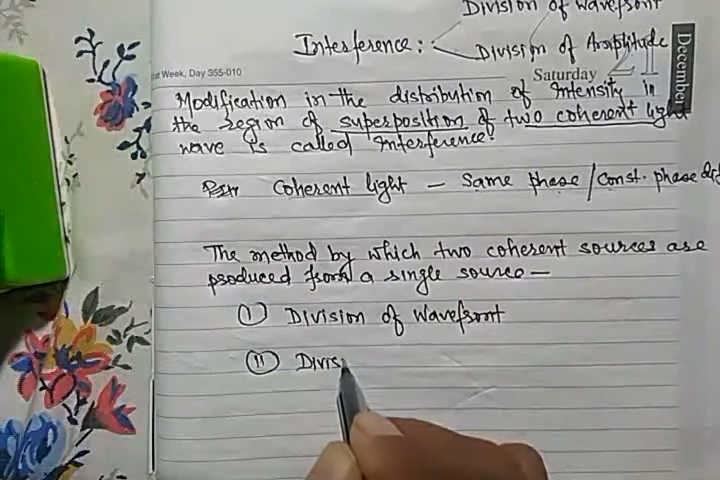 Division of Wavefront
Interference:
Division of Amplitude
st Week, Day 355-010
Saturday 21
December
Modification in the distribution of Intensity in
the region of superposition of two coherent light
wave is called Interference.
Coherent light - Same phase / Const. phase
The method by which two coherent sources are
produced from a single source -
(I) Division of Wavefront
(II) Divis